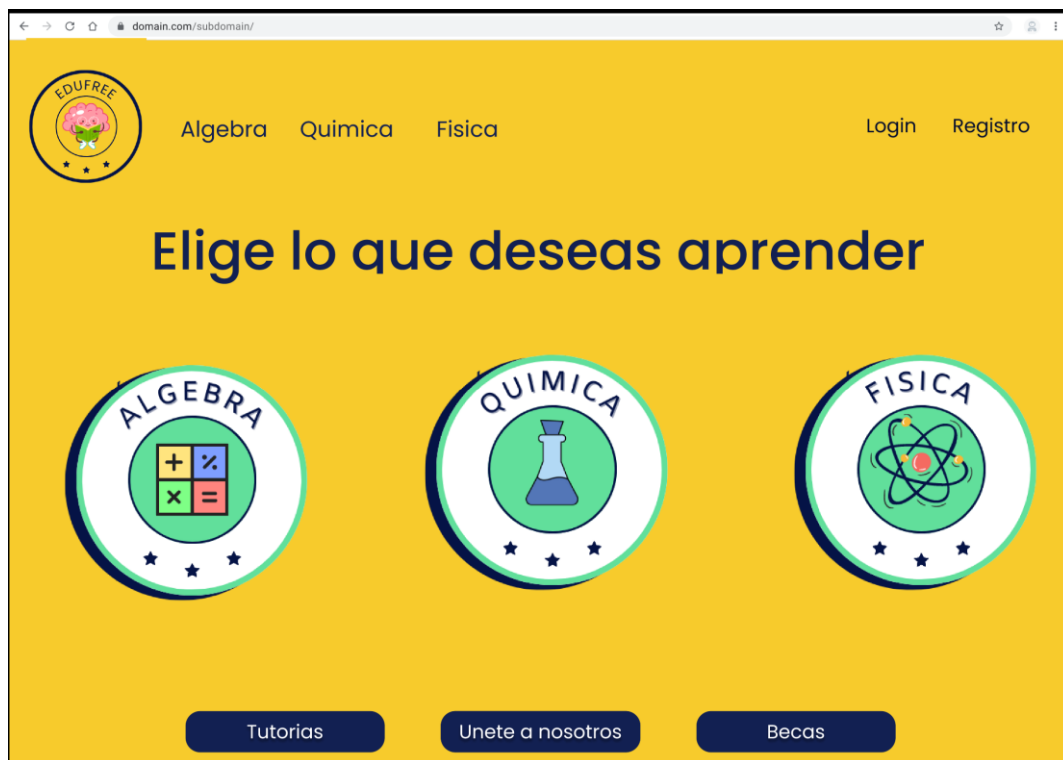 domain.com/subdomain/
EDUFREE
Algebra Quimica Fisica
Login Registro
Elige lo que deseas aprender
ALGEBRA
QUIMICA
FISICA
Tutorias
Unete a nosotros
Becas